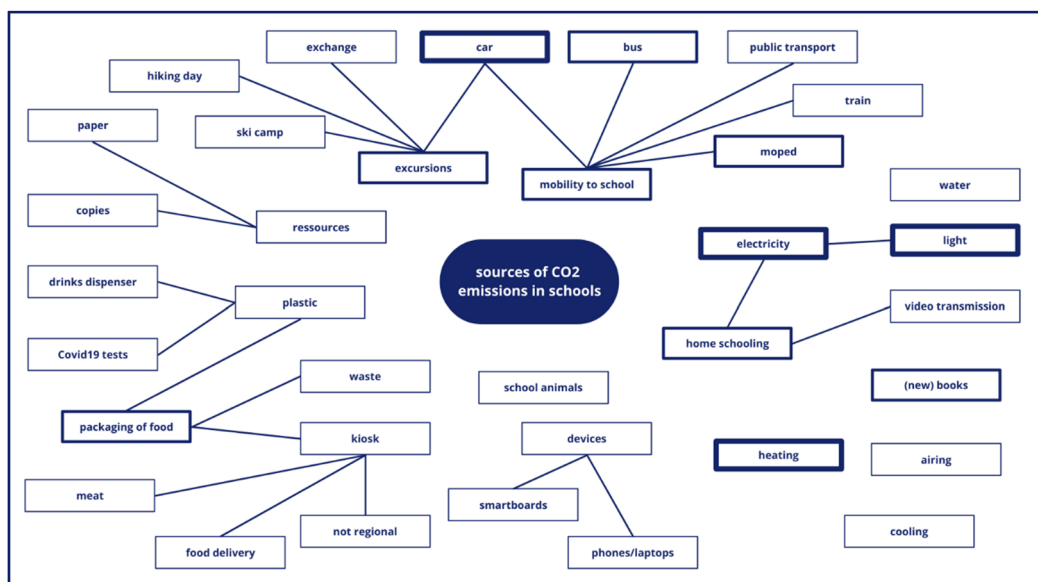 exchange
car
bus
public transport
hiking day
train
paper
ski camp
moped
excursions
mobility to school
water
copies
ressources
electricity
light
sources of CO2
emissions in schools
drinks dispenser
plastic
video transmission
home schooling
Covid19 tests
waste
school animals
(new) books
packaging of food
kiosk
devices
heating
airing
meat
smartboards
not regional
cooling
food delivery
phones/laptops